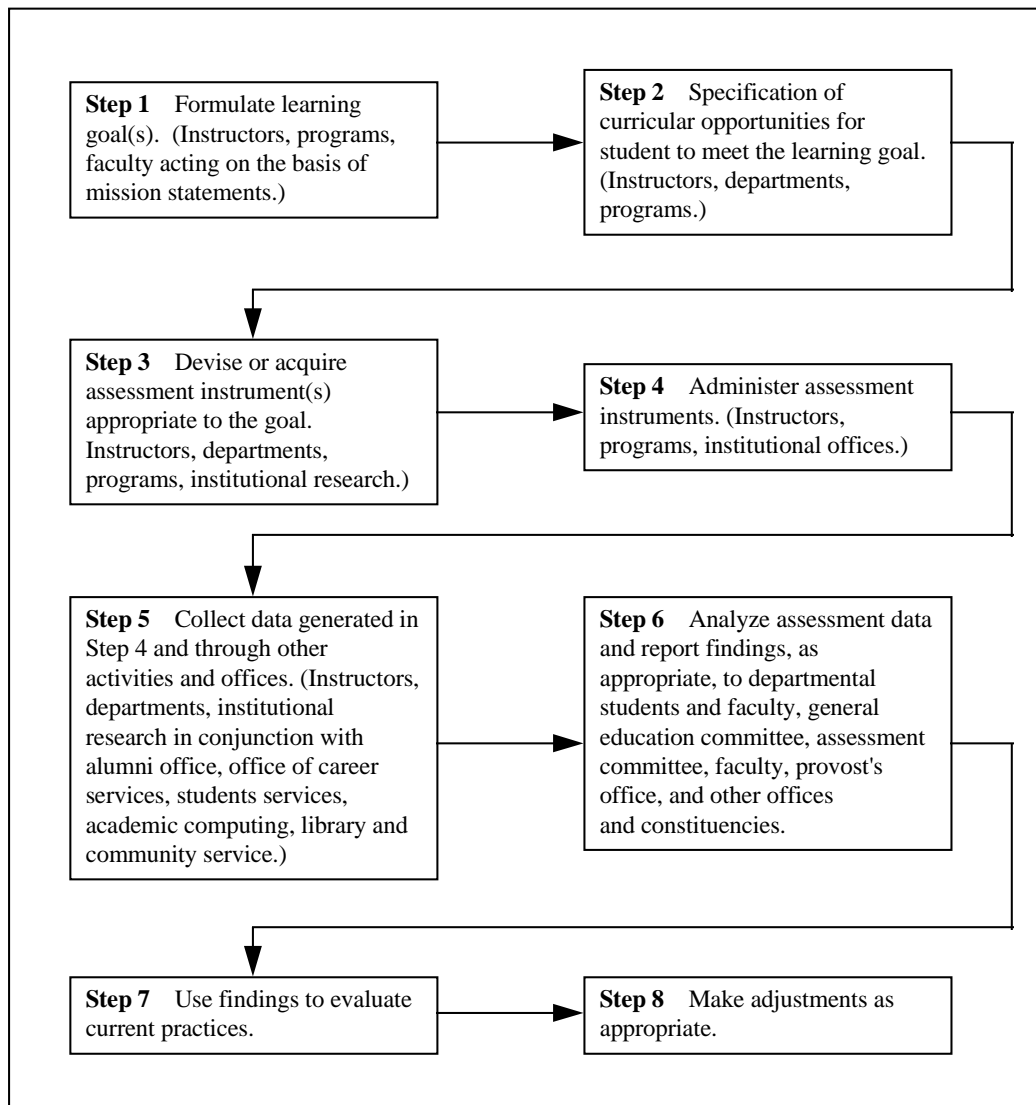 Step 1 Formulate learning
goal(s). (Instructors, programs,
faculty acting on the basis of
mission statements.)
Step 2 Specification of
curricular opportunities for
student to meet the learning goal.
(Instructors, departments,
programs.)
Step 3 Devise or acquire
assessment instrument(s)
appropriate to the goal.
Instructors, departments,
programs, institutional research.)
Step 4 Administer assessment
instruments. (Instructors,
programs, institutional offices.)
Step 5 Collect data generated in
Step 4 and through other
activities and offices. (Instructors,
departments, institutional
research in conjunction with
alumni office, office of career
services, students services,
academic computing, library and
community service.)
Step 6 Analyze assessment data
and report findings, as
appropriate, to departmental
students and faculty, general
education committee, assessment
committee, faculty, provost's
office, and other offices
and constituencies.
Step 7 Use findings to evaluate
current practices.
Step 8 Make adjustments as
appropriate.